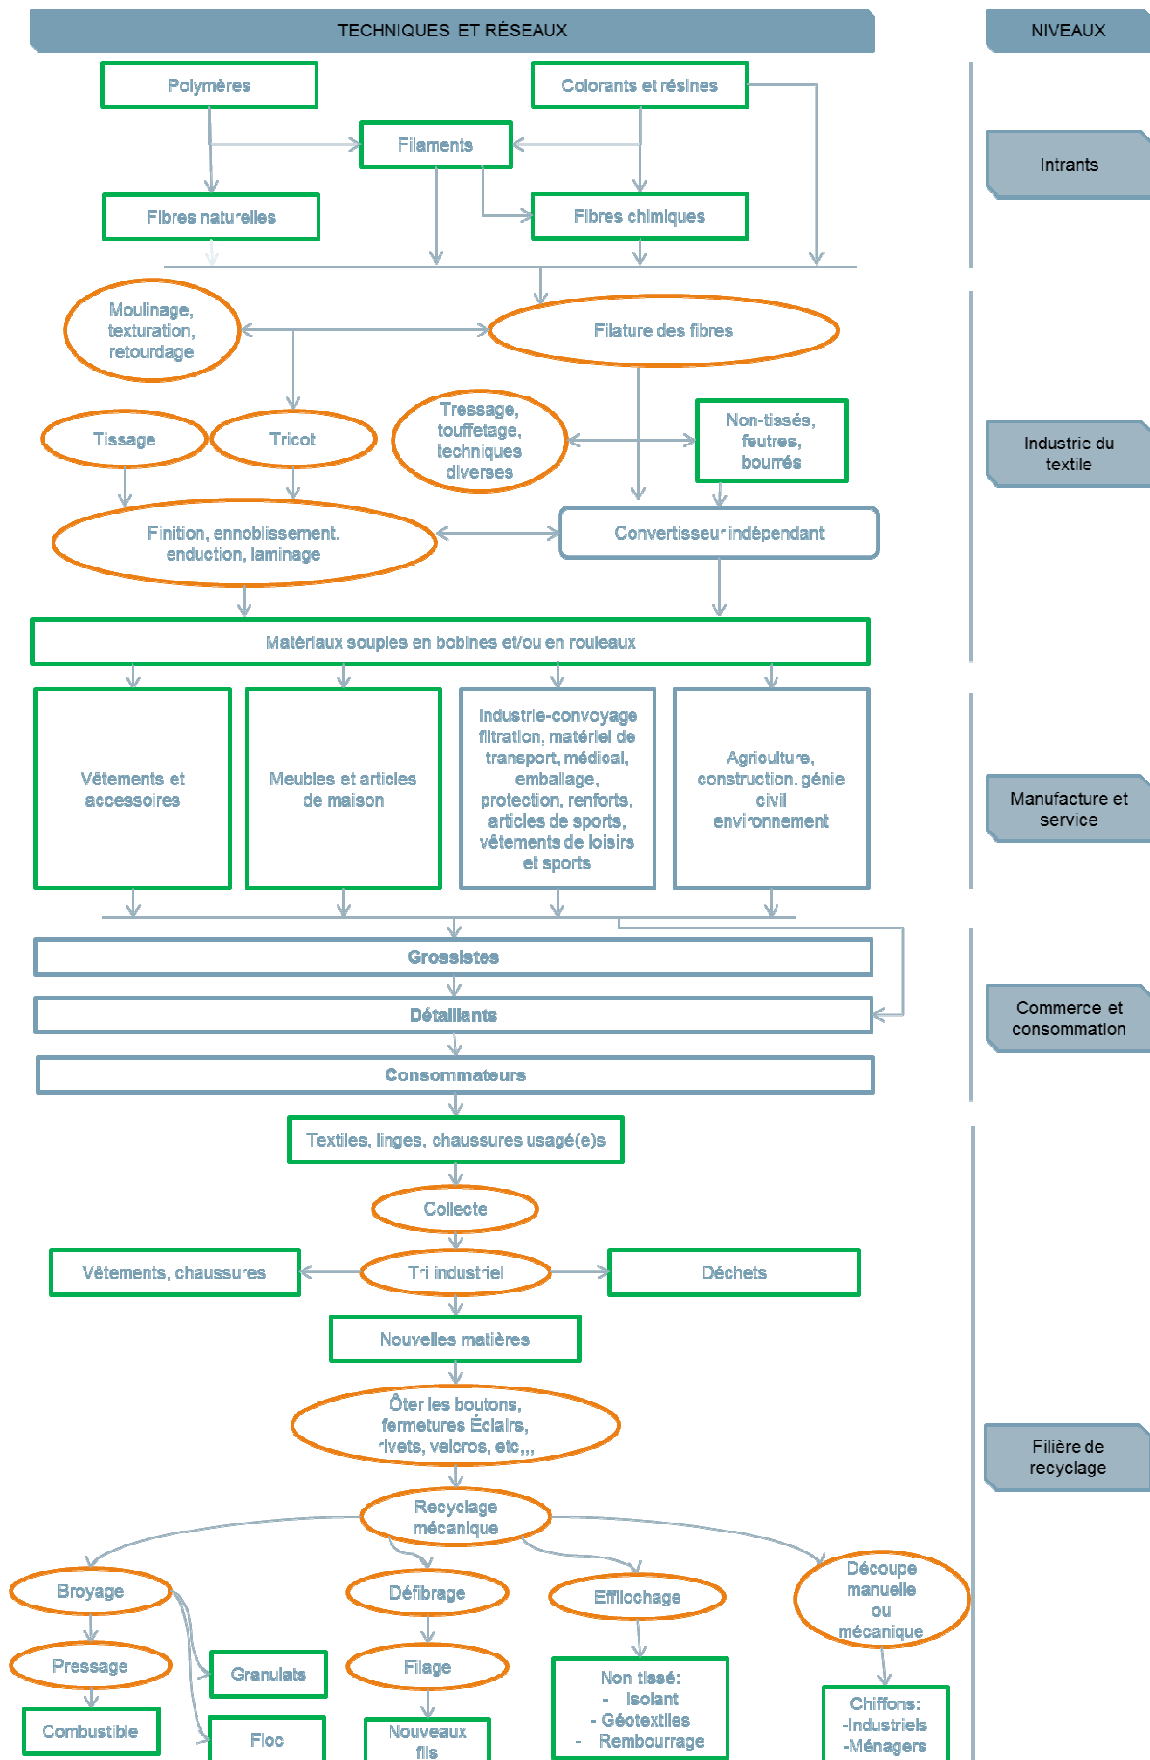 TECHNIQUES ET RÉSEAUX
NIVEAUX
Polymères
Colorants et résines
Filaments
Intrants
Fibres naturelles
Fibres chimiques
Moulinage,
texturation,
retourdage
Filature des fibres
Tressage,
touffetage,
techniques
diverses
Non-tissés,
feutres,
bourrés
Tissage
Tricot
Industrie du
textile
Finition, ennoblissement.
enduction, laminage
Convertisseur indépendant
Matériaux souples en bobines et/ou en rouleaux
Vêtements et
accessoires
Meubles et articles
de maison
Industrie-convoyage
filtration, matériel de
transport, médical,
emballage,
protection, renforts,
articles de sports,
vêtements de loisirs
et sports
Agriculture,
construction. génie
civil
environnement
Manufacture et
service
Grossistes
Détaillants
Consommateurs
Commerce et
consommation
Textiles, linges, chaussures usagé(e)s
Collecte
Vêtements, chaussures
Tri industriel
Déchets
Nouvelles matières
Ôter les boutons,
fermetures Éclairs,
rivets, velcros, etc,,,
Filière de
recyclage
Recyclage
mécanique
Broyage
Défibrage
Effilochage
Découpe
manuelle
ou
mécanique
Pressage
Granulats
Filage
Non tissé:
- Isolant
- Géotextiles
- Rembourrage
Chiffons:
-Industriels
-Ménagers
Combustible
Floc
Nouveaux
fils